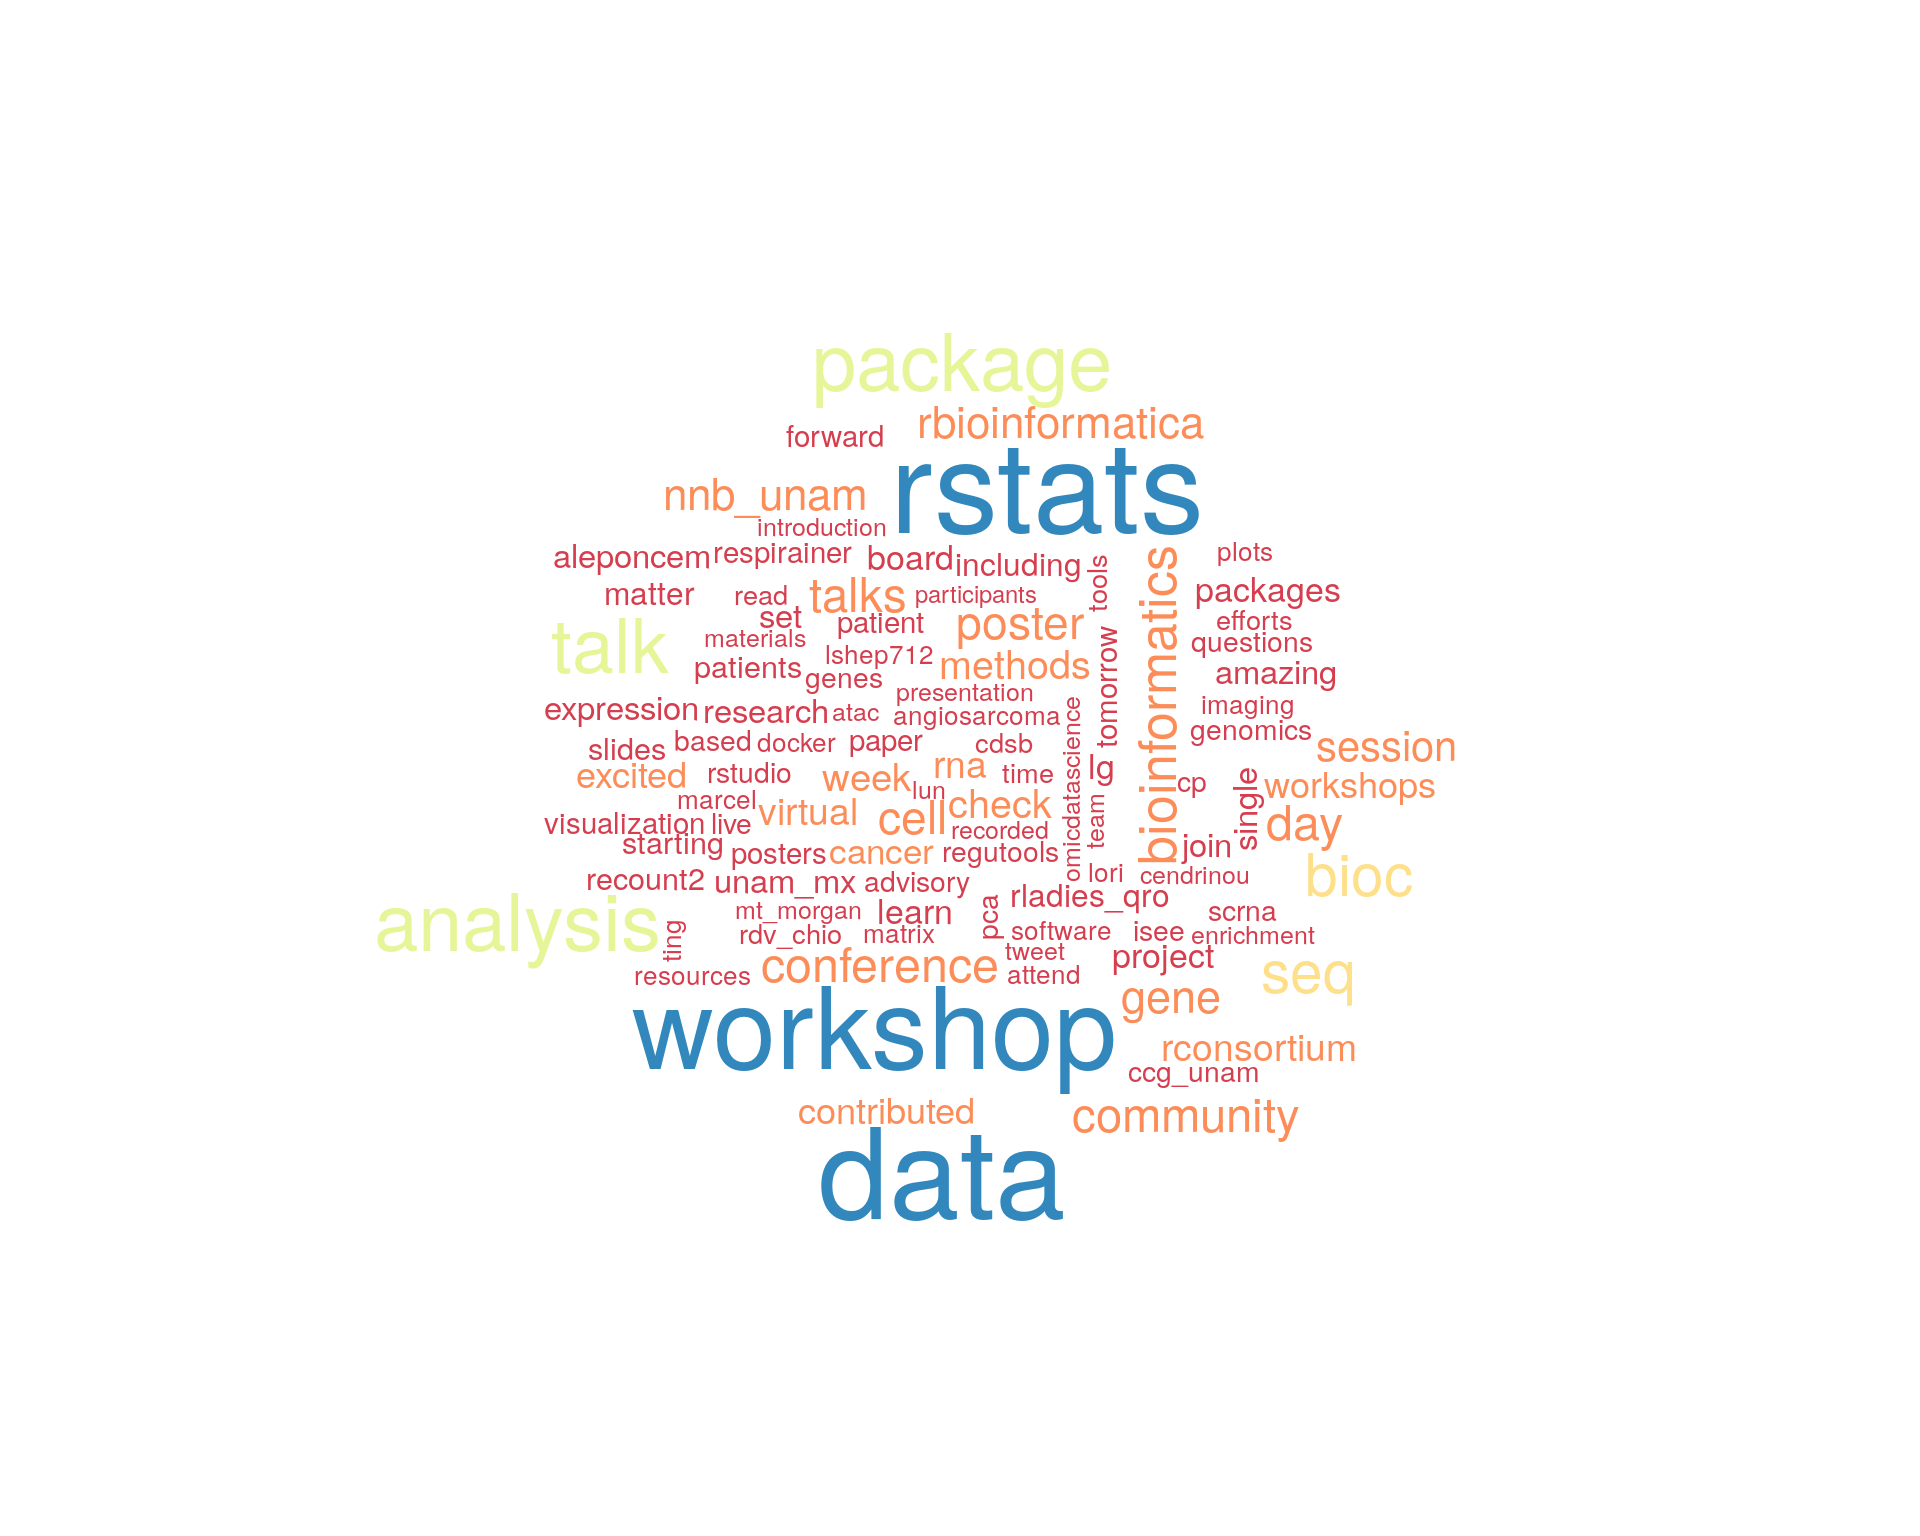 package
rbioinformatica
forward
rstats
nnb_unam
introduction
aleponcem respirainer board including tools bioinformatics plots
matter read talks participants packages
set patient poster efforts
talk materials lshep712 methods tomorrow questions
patients genes amazing
presentation imaging
expression research atac angiosarcoma omicdatascience genomics
slides based docker paper cdsb session
excited rstudio week rna time lg cp single workshops
marcel lun
visualization live virtual cell check team day
starting recorded join
posters cancer regutools
recount2 unam_mx advisory lori cendrinou bioc
analysis mt_morgan learn pca rladies_qro scrna
ting rdv_chio matrix software isee enrichment
tweet project
resources conference attend seq
workshop gene
rconsortium
ccg_unam
contributed community
data